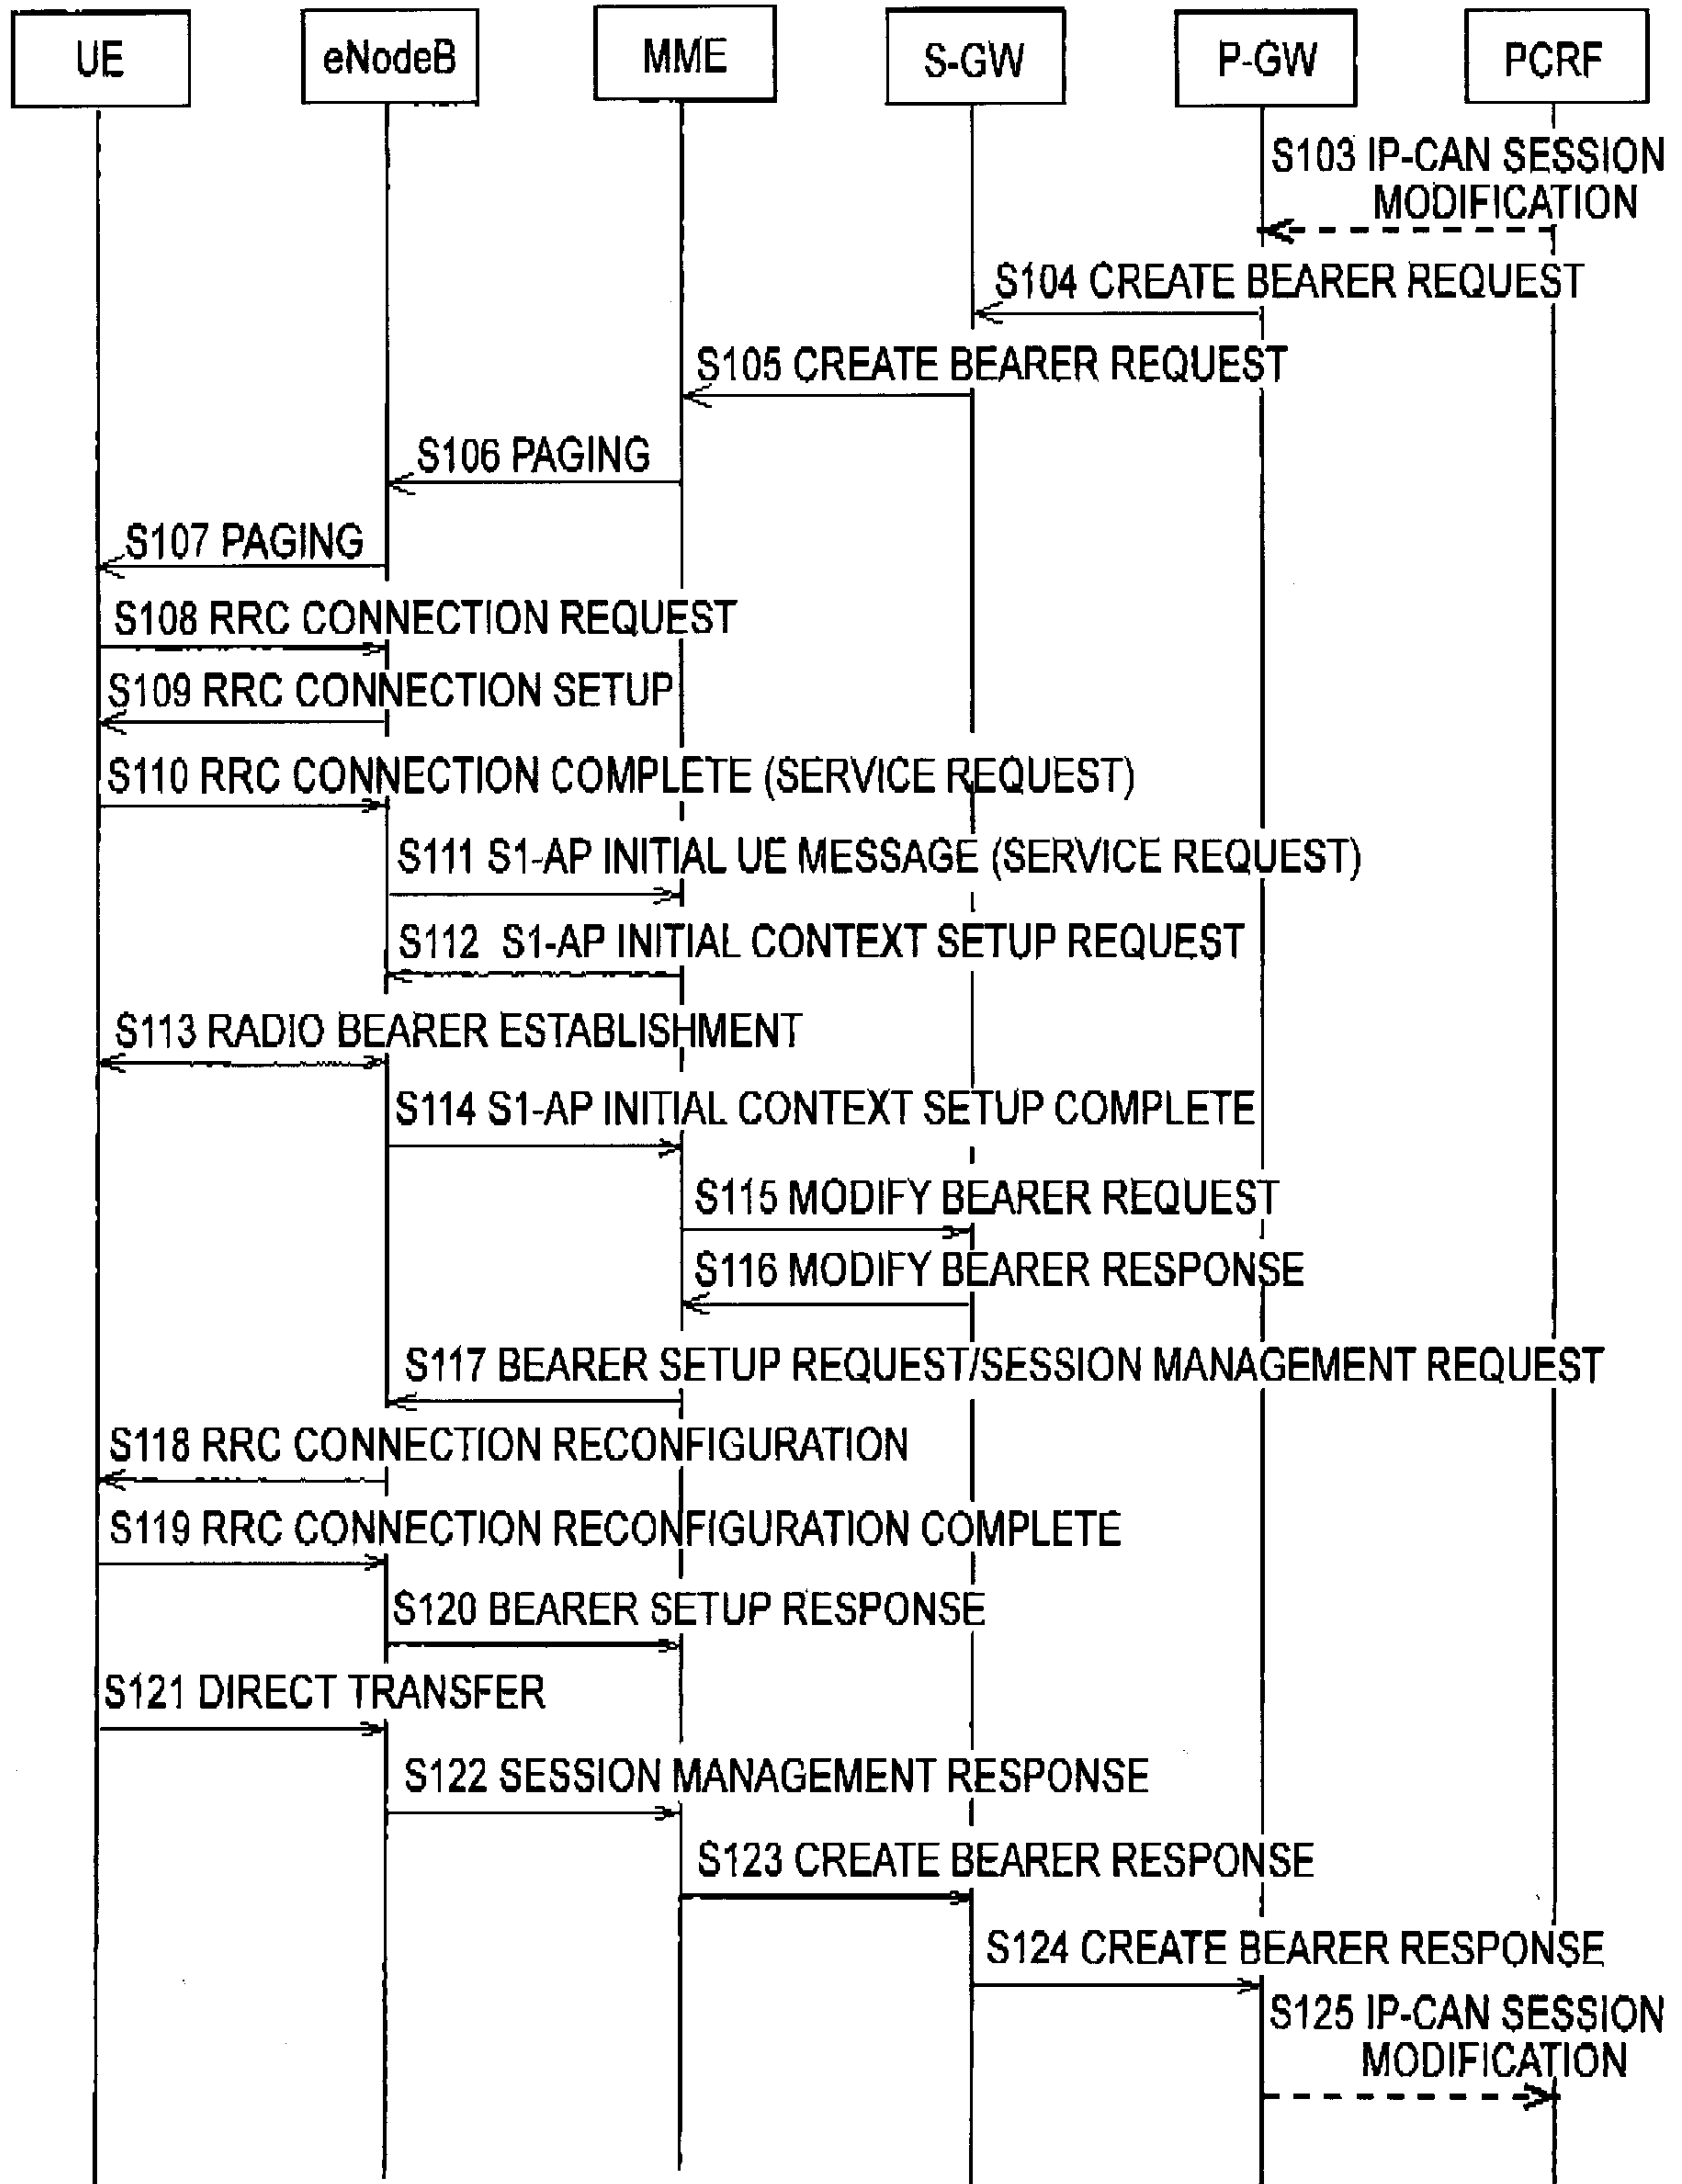 UE
eNodeB
MME
S-GW
P-GW
PCRF
S103 IP-CAN SESSION
MODIFICATION
S104 CREATE BEARER REQUEST
S105 CREATE BEARER REQUEST
S106 PAGING
S107 PAGING
S108 RRC CONNECTION REQUEST
S109 RRC CONNECTION SETUP
S110 RRC CONNECTION COMPLETE (SERVICE REQUEST)
S111 S1-AP INITIAL UE MESSAGE (SERVICE REQUEST)
S112 S1-AP INITIAL CONTEXT SETUP REQUEST
S113 RADIO BEARER ESTABLISHMENT
S114 S1-AP INITIAL CONTEXT SETUP COMPLETE
S115 MODIFY BEARER REQUEST
S116 MODIFY BEARER RESPONSE
S117 BEARER SETUP REQUEST/SESSION MANAGEMENT REQUEST
S118 RRC CONNECTION RECONFIGURATION
S119 RRC CONNECTION RECONFIGURATION COMPLETE
S120 BEARER SETUP RESPONSE
S121 DIRECT TRANSFER
S122 SESSION MANAGEMENT RESPONSE
S123 CREATE BEARER RESPONSE
S124 CREATE BEARER RESPONSE
S125 IP-CAN SESSION
MODIFICATION